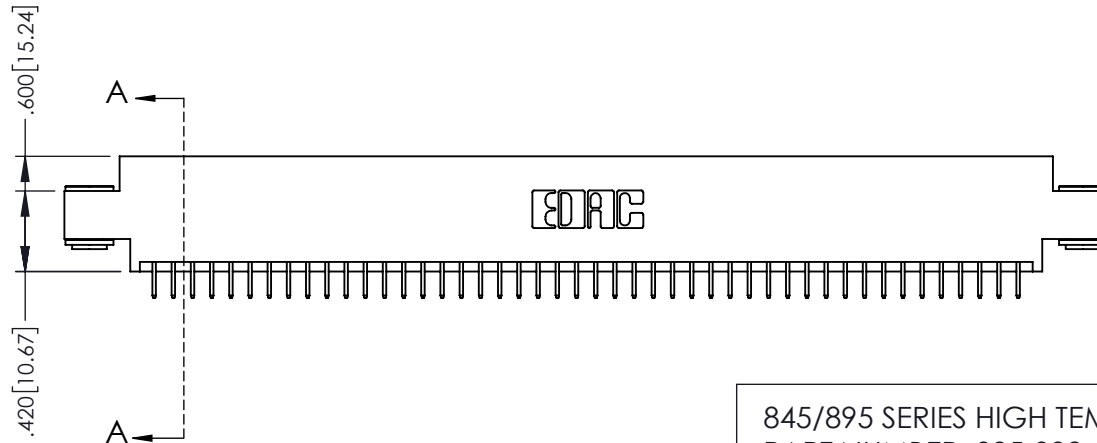 .600[15.24]
A
EDAC
.420[10.67]
A
845/895 SERIES HIGH TEM